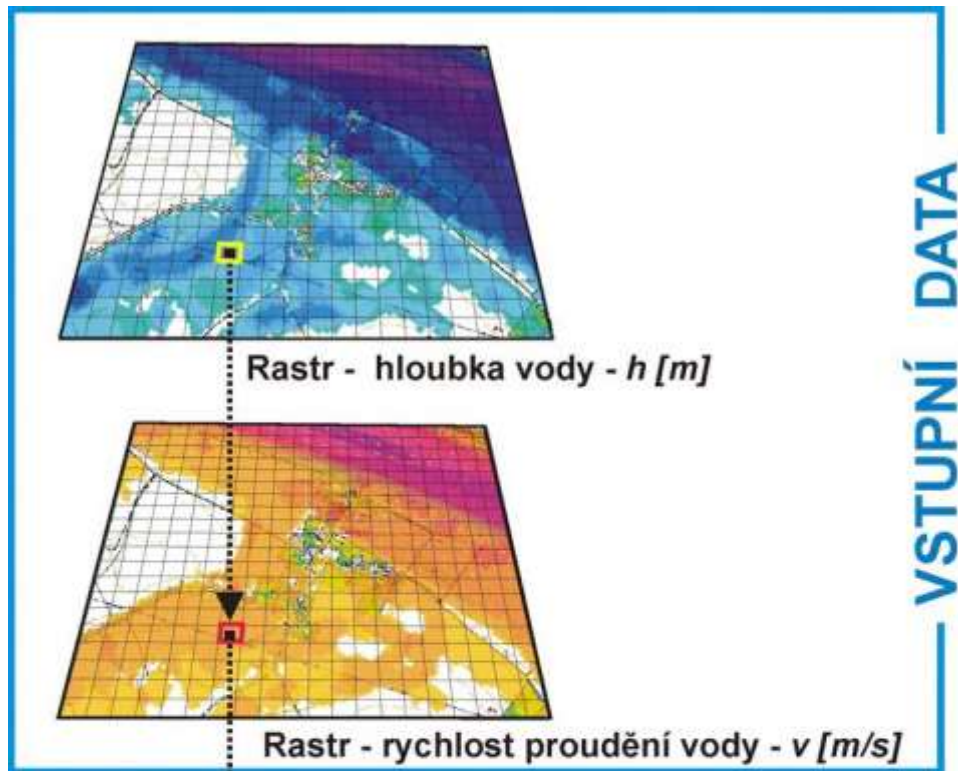 Rastr - hloubka vody - h [m]
Rastr - rychlost proudění vody - v [m/s]
VSTUPNÍ DATA